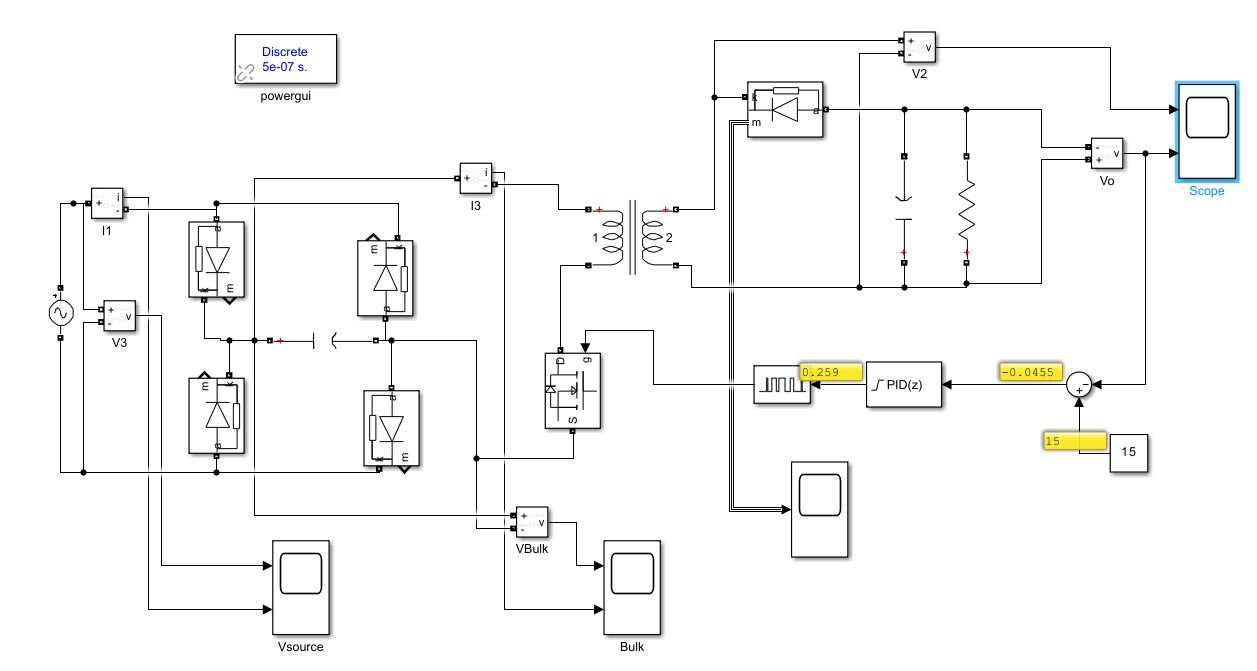 Discrete
5e-07 s.
powergui
+
-
v
V2
k
m
a
-
+
v
Vo
Scope
+
i
-
I3
+
i
-
I1
a
k
m
m
k
a
+
1
+
2
+
+
+
-
v
V3
+
m
k
a
a
k
m
D
g
S
0.259
PID(z)
-0.0455
−
+
15
15
+
-
v
VBulk
Vsource
Bulk